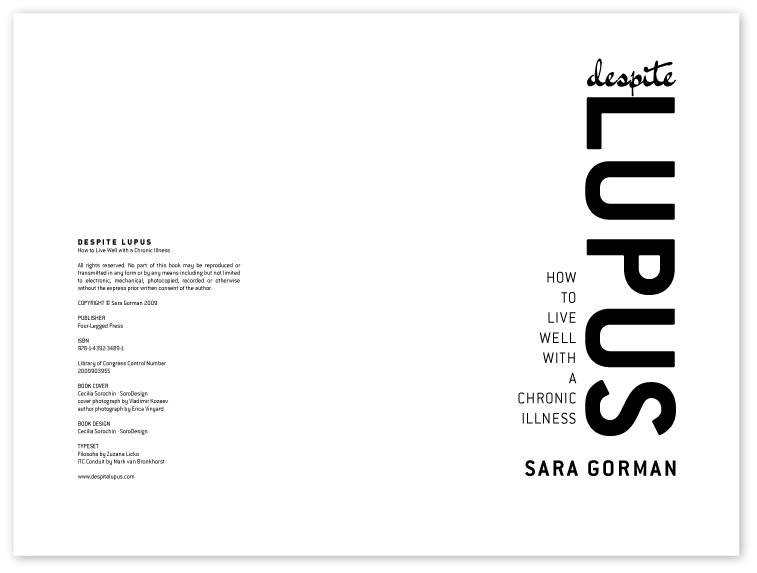 DESPITE LUPUS
How to Live Well with a Chronic Illness
All rights reserved. No part of this book may be reproduced or
transmitted in any form or by any means including but not limited
to electronic, mechanical, photocopied, recorded or otherwise
without the express prior written consent of the author.
COPYRIGHT © Sara Gorman 2009
PUBLISHER
Four-Legged Press
ISBN
978-1-4392-3489-1
Library of Congress Control Number
2009903955
BOOK COVER
Cecilia Sorochin · SoroDesign
cover photograph by Vladimir Kozaev
author photograph by Erica Vinyard
BOOK DESIGN
Cecilia Sorochin · SoroDesign
TYPESET
Filosofia by Zuzana Licko
ITC Conduit by Mark van Bronkhorst
www.despitelupus.com
despite
LUPUS
HOW
TO
LIVE
WELL
WITH
A
CHRONIC
ILLNESS
SARA GORMAN